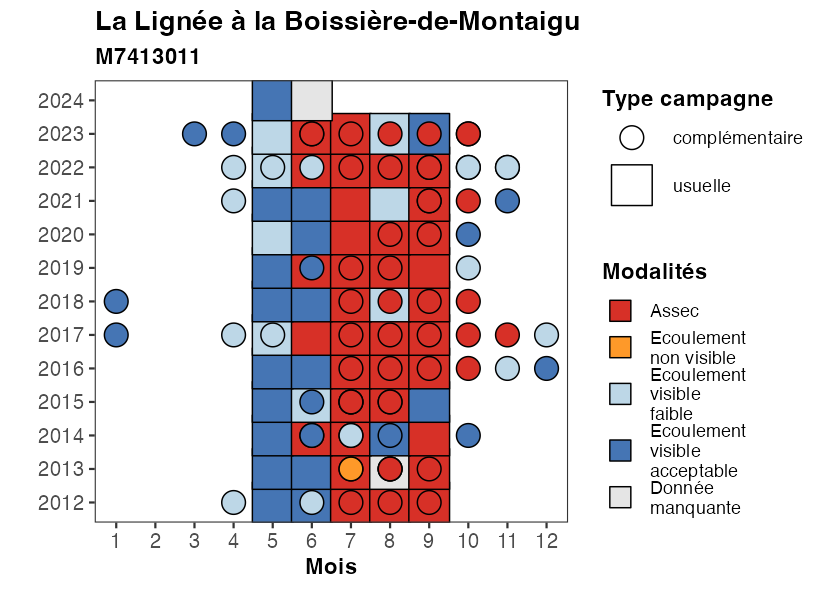 La Lignée à la Boissière-de-Montaigu
M7413011
2024
2023
2022
2021
2020
2019
2018
2017
2016
2015
2014
2013
2012
1 2 3 4 5 6 7 8 9 10 11 12
Mois
Type campagne
complémentaire
usuelle
Modalités
Assec
Ecoulement
non visible
Ecoulement
visible
faible
Ecoulement
visible
acceptable
Donnée
manquante